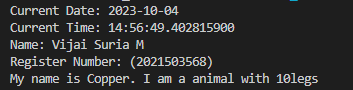 Current Date: 2023-10-04
Current Time: 14:56:49.402815900
Name: Vijai Suria M
Register Number: (2021503568)
My name is Copper. I am a animal with 10legs